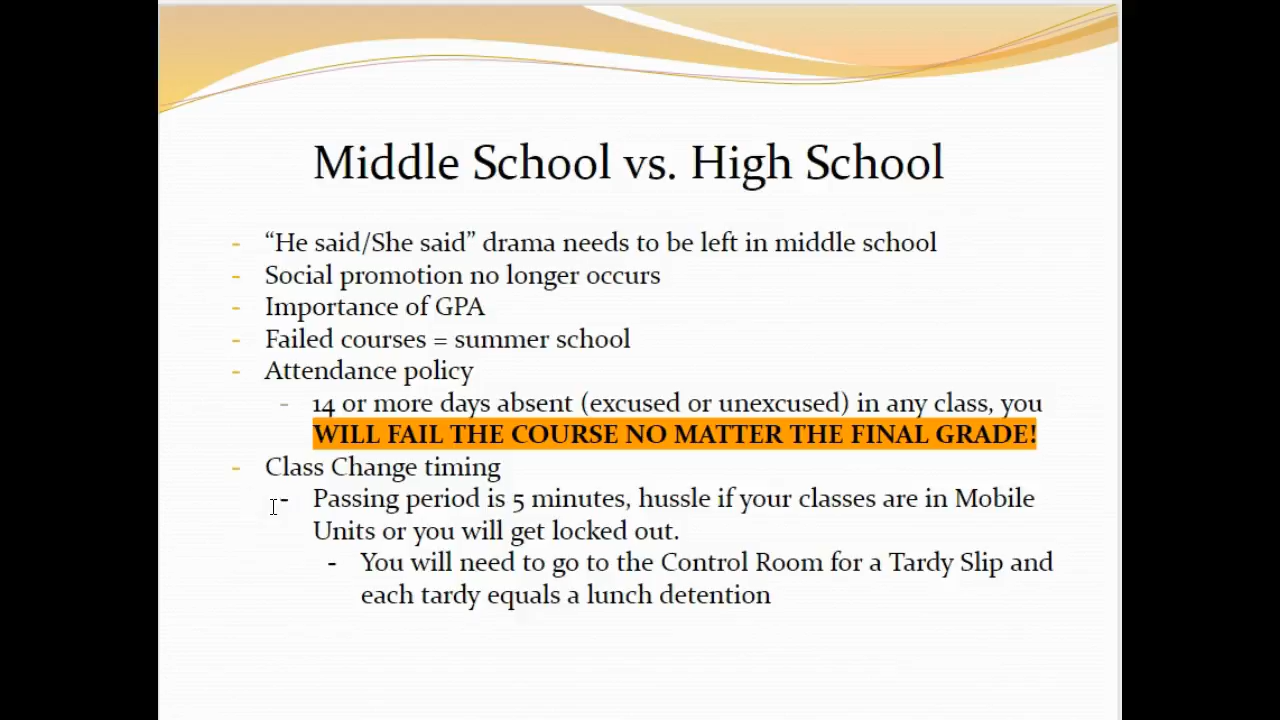 Middle School vs. High School
- “He said/She said” drama needs to be left in middle school
- Social promotion no longer occurs
- Importance of GPA
- Failed courses = summer school
- Attendance policy
- 14 or more days absent (excused or unexcused) in any class, you
WILL FAIL THE COURSE NO MATTER THE FINAL GRADE!
- Class Change timing
- Passing period is 5 minutes, hussle if your classes are in Mobile
Units or you will get locked out.
- You will need to go to the Control Room for a Tardy Slip and
each tardy equals a lunch detention